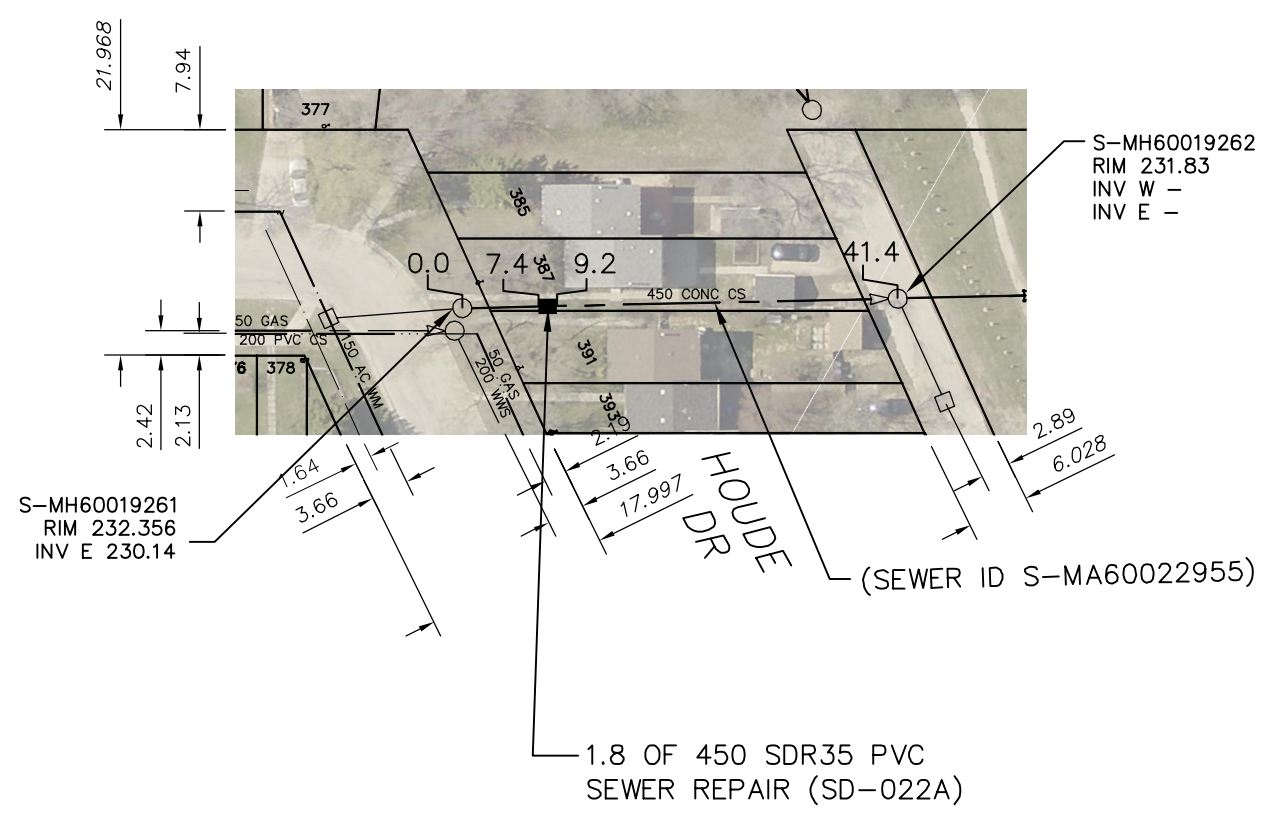 21.968
7.94
377
S-MH60019262
RIM 231.83
INV W -
INV E -
385
387
0.0
7.4
9.2
41.4
450 CONC CS
50 GAS
200 PVC CS
150 AC WM
50 GAS
200 WWS
378
391
393
2.42
2.13
1.64
3.66
3.66
17.997
2.89
6.028
HOUDE
DR
S-MH60019261
RIM 232.356
INV E 230.14
(SEWER ID S-MA60022955)
1.8 OF 450 SDR35 PVC
SEWER REPAIR (SD-022A)